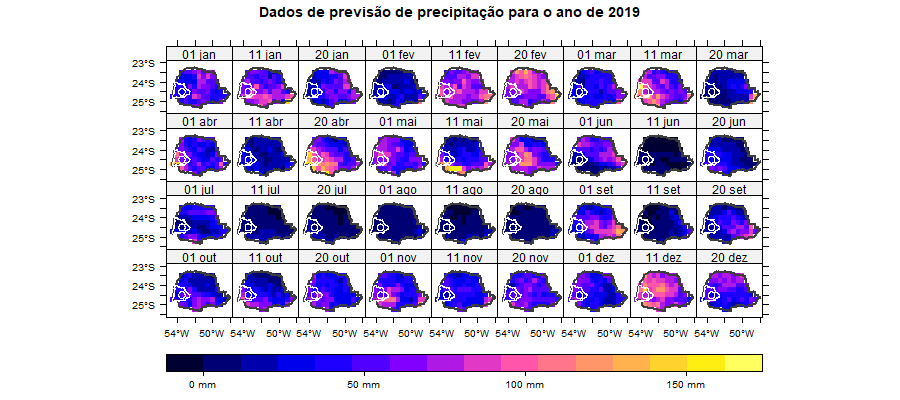 Dados de previsão de precipitação para o ano de 2019
01 jan 11 jan 20 jan 01 fev 11 fev 20 fev 01 mar 11 mar 20 mar
23°S
24°S
25°S
01 abr 11 abr 20 abr 01 mai 11 mai 20 mai 01 jun 11 jun 20 jun
23°S
24°S
25°S
01 jul 11 jul 20 jul 01 ago 11 ago 20 ago 01 set 11 set 20 set
23°S
24°S
25°S
01 out 11 out 20 out 01 nov 11 nov 20 nov 01 dez 11 dez 20 dez
23°S
24°S
25°S
54°W 50°W 54°W 50°W 54°W 50°W 54°W 50°W 54°W 50°W 54°W 50°W 54°W 50°W 54°W 50°W 54°W 50°W
0 mm 50 mm 100 mm 150 mm